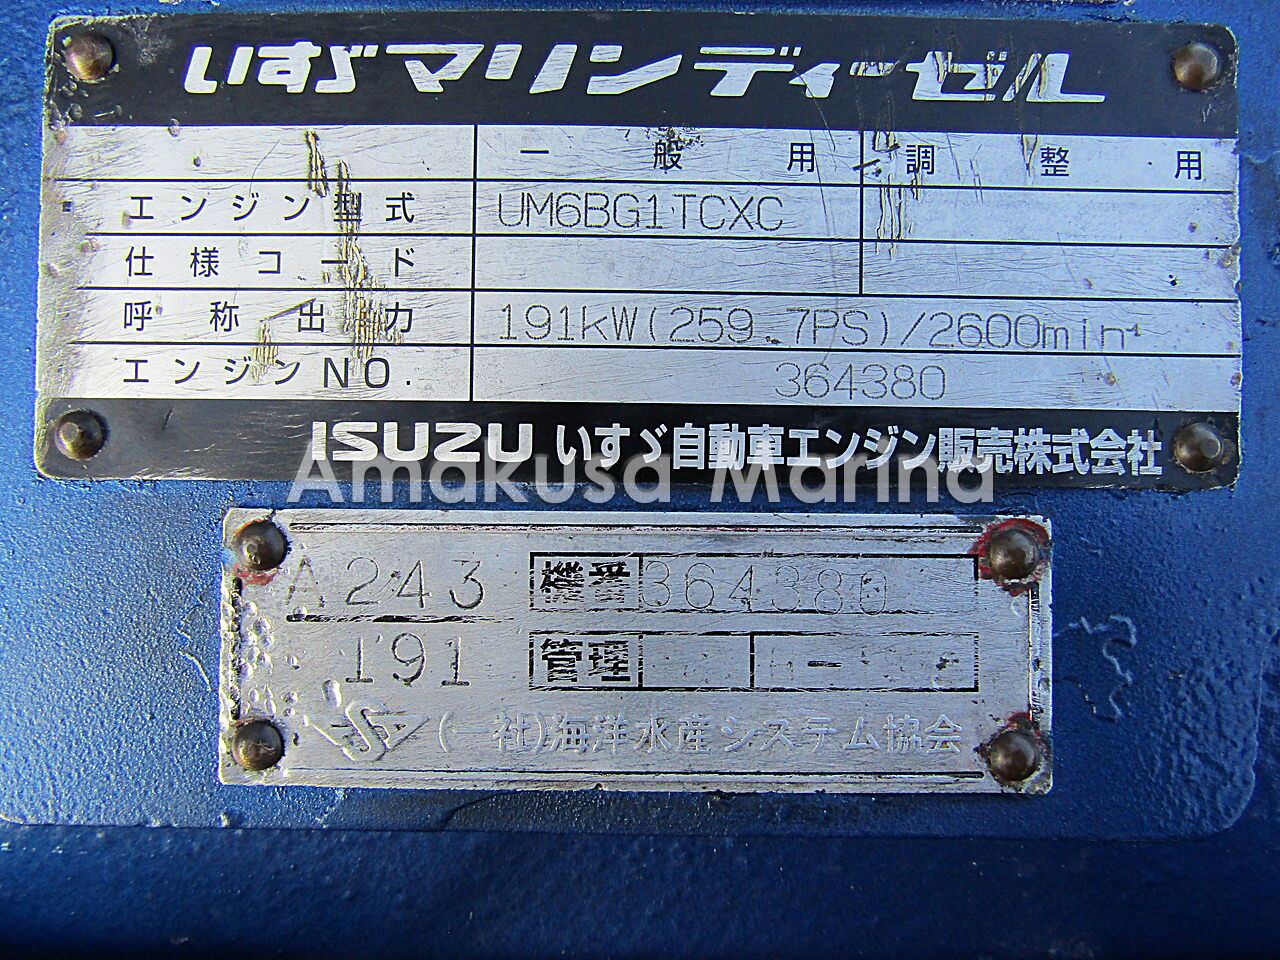 いすゞマリンディーゼル
一般用 調整用
エンジン型式 UM6BG1TCXC
仕様コード
呼称出力 191kW(259.7PS)/2600min⁻¹
エンジンNO. 364380
ISUZU いすゞ自動車エンジン販売株式会社
Amakusa Marina
A243 機番 364380
191 管理 -
(一社)海洋水産システム協会